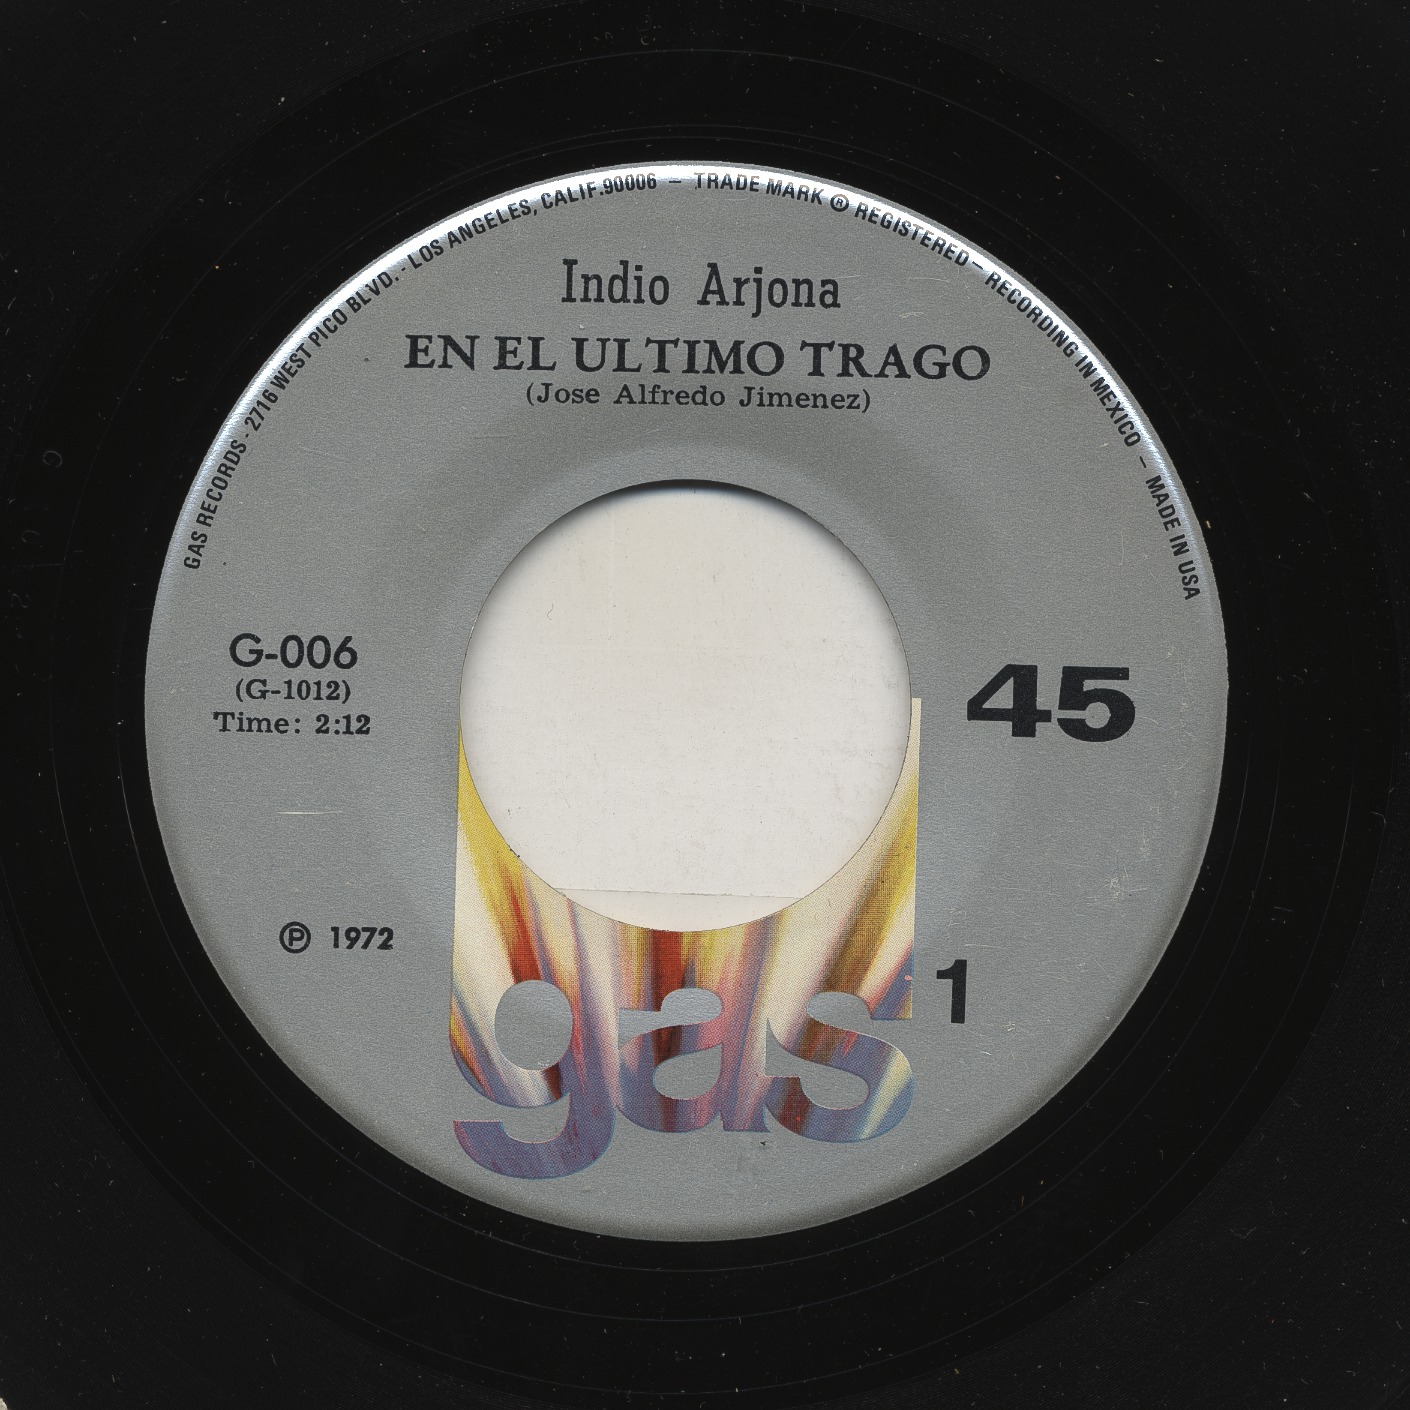 GAS RECORDS - 2716 WEST PICO BLVD. - LOS ANGELES, CALIF. 90006 – TRADE MARK ® REGISTERED – RECORDING IN MEXICO – MADE IN USA
Indio Arjona
EN EL ULTIMO TRAGO
(Jose Alfredo Jimenez)
G-006
(G-1012)
Time: 2:12
45
℗ 1972
1
gas